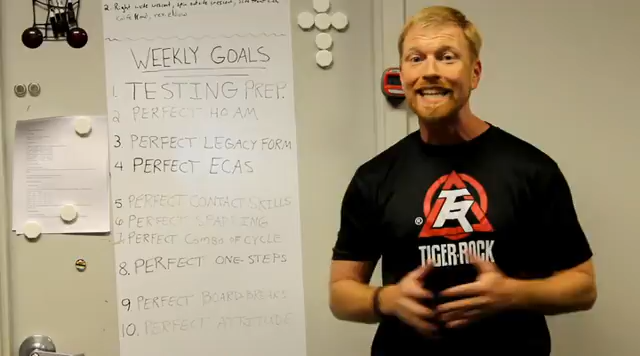 2. Right
WEEKLY GOALS
1. TESTING PREP.
2 PERFECT HO AM
3 PERFECT LEGACY FORM
4 PERFECT ECAS
5 PERFECT CONTACT SKILLS
6 PERFECT SPARRING
7. PERFECT COMBO OF CYCLE
8. PERFECT ONE-STEPS
9 PERFECT BOARD BREAKS
10. PERFECT ATTITUDE
TR
®
TIGER-ROCK